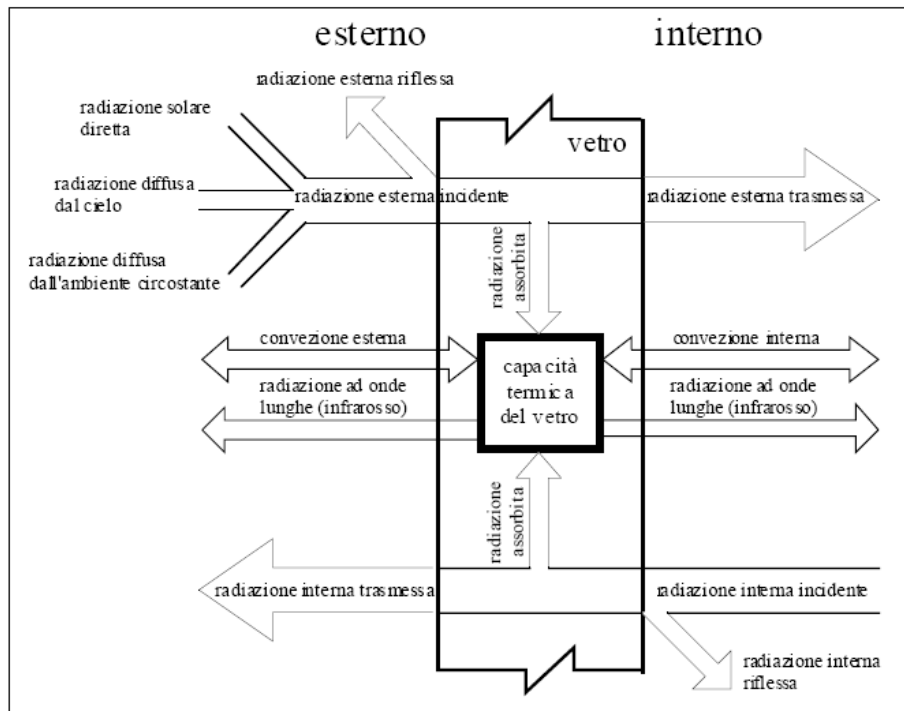 esterno
interno
radiazione esterna riflessa
radiazione solare
diretta
vetro
radiazione diffusa
dal cielo
radiazione esterna incidente
radiazione esterna trasmessa
radiazione diffusa
dall'ambiente circostante
radiazione
assorbita
convezione esterna
convezione interna
capacità
termica
del vetro
radiazione ad onde
lunghe (infrarosso)
radiazione ad onde
lunghe (infrarosso)
radiazione
assorbita
radiazione interna trasmessa
radiazione interna incidente
radiazione interna
riflessa